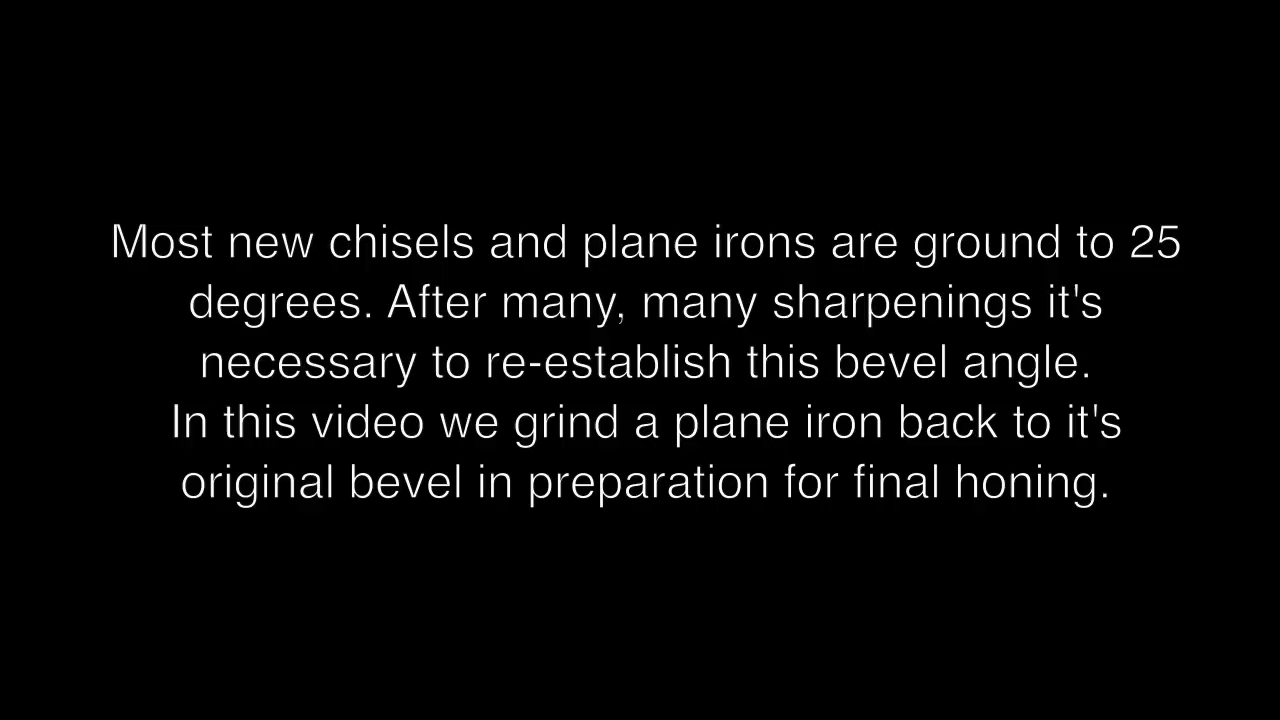 Most new chisels and plane irons are ground to 25
degrees. After many, many sharpenings it's
necessary to re-establish this bevel angle.
In this video we grind a plane iron back to it's
original bevel in preparation for final honing.